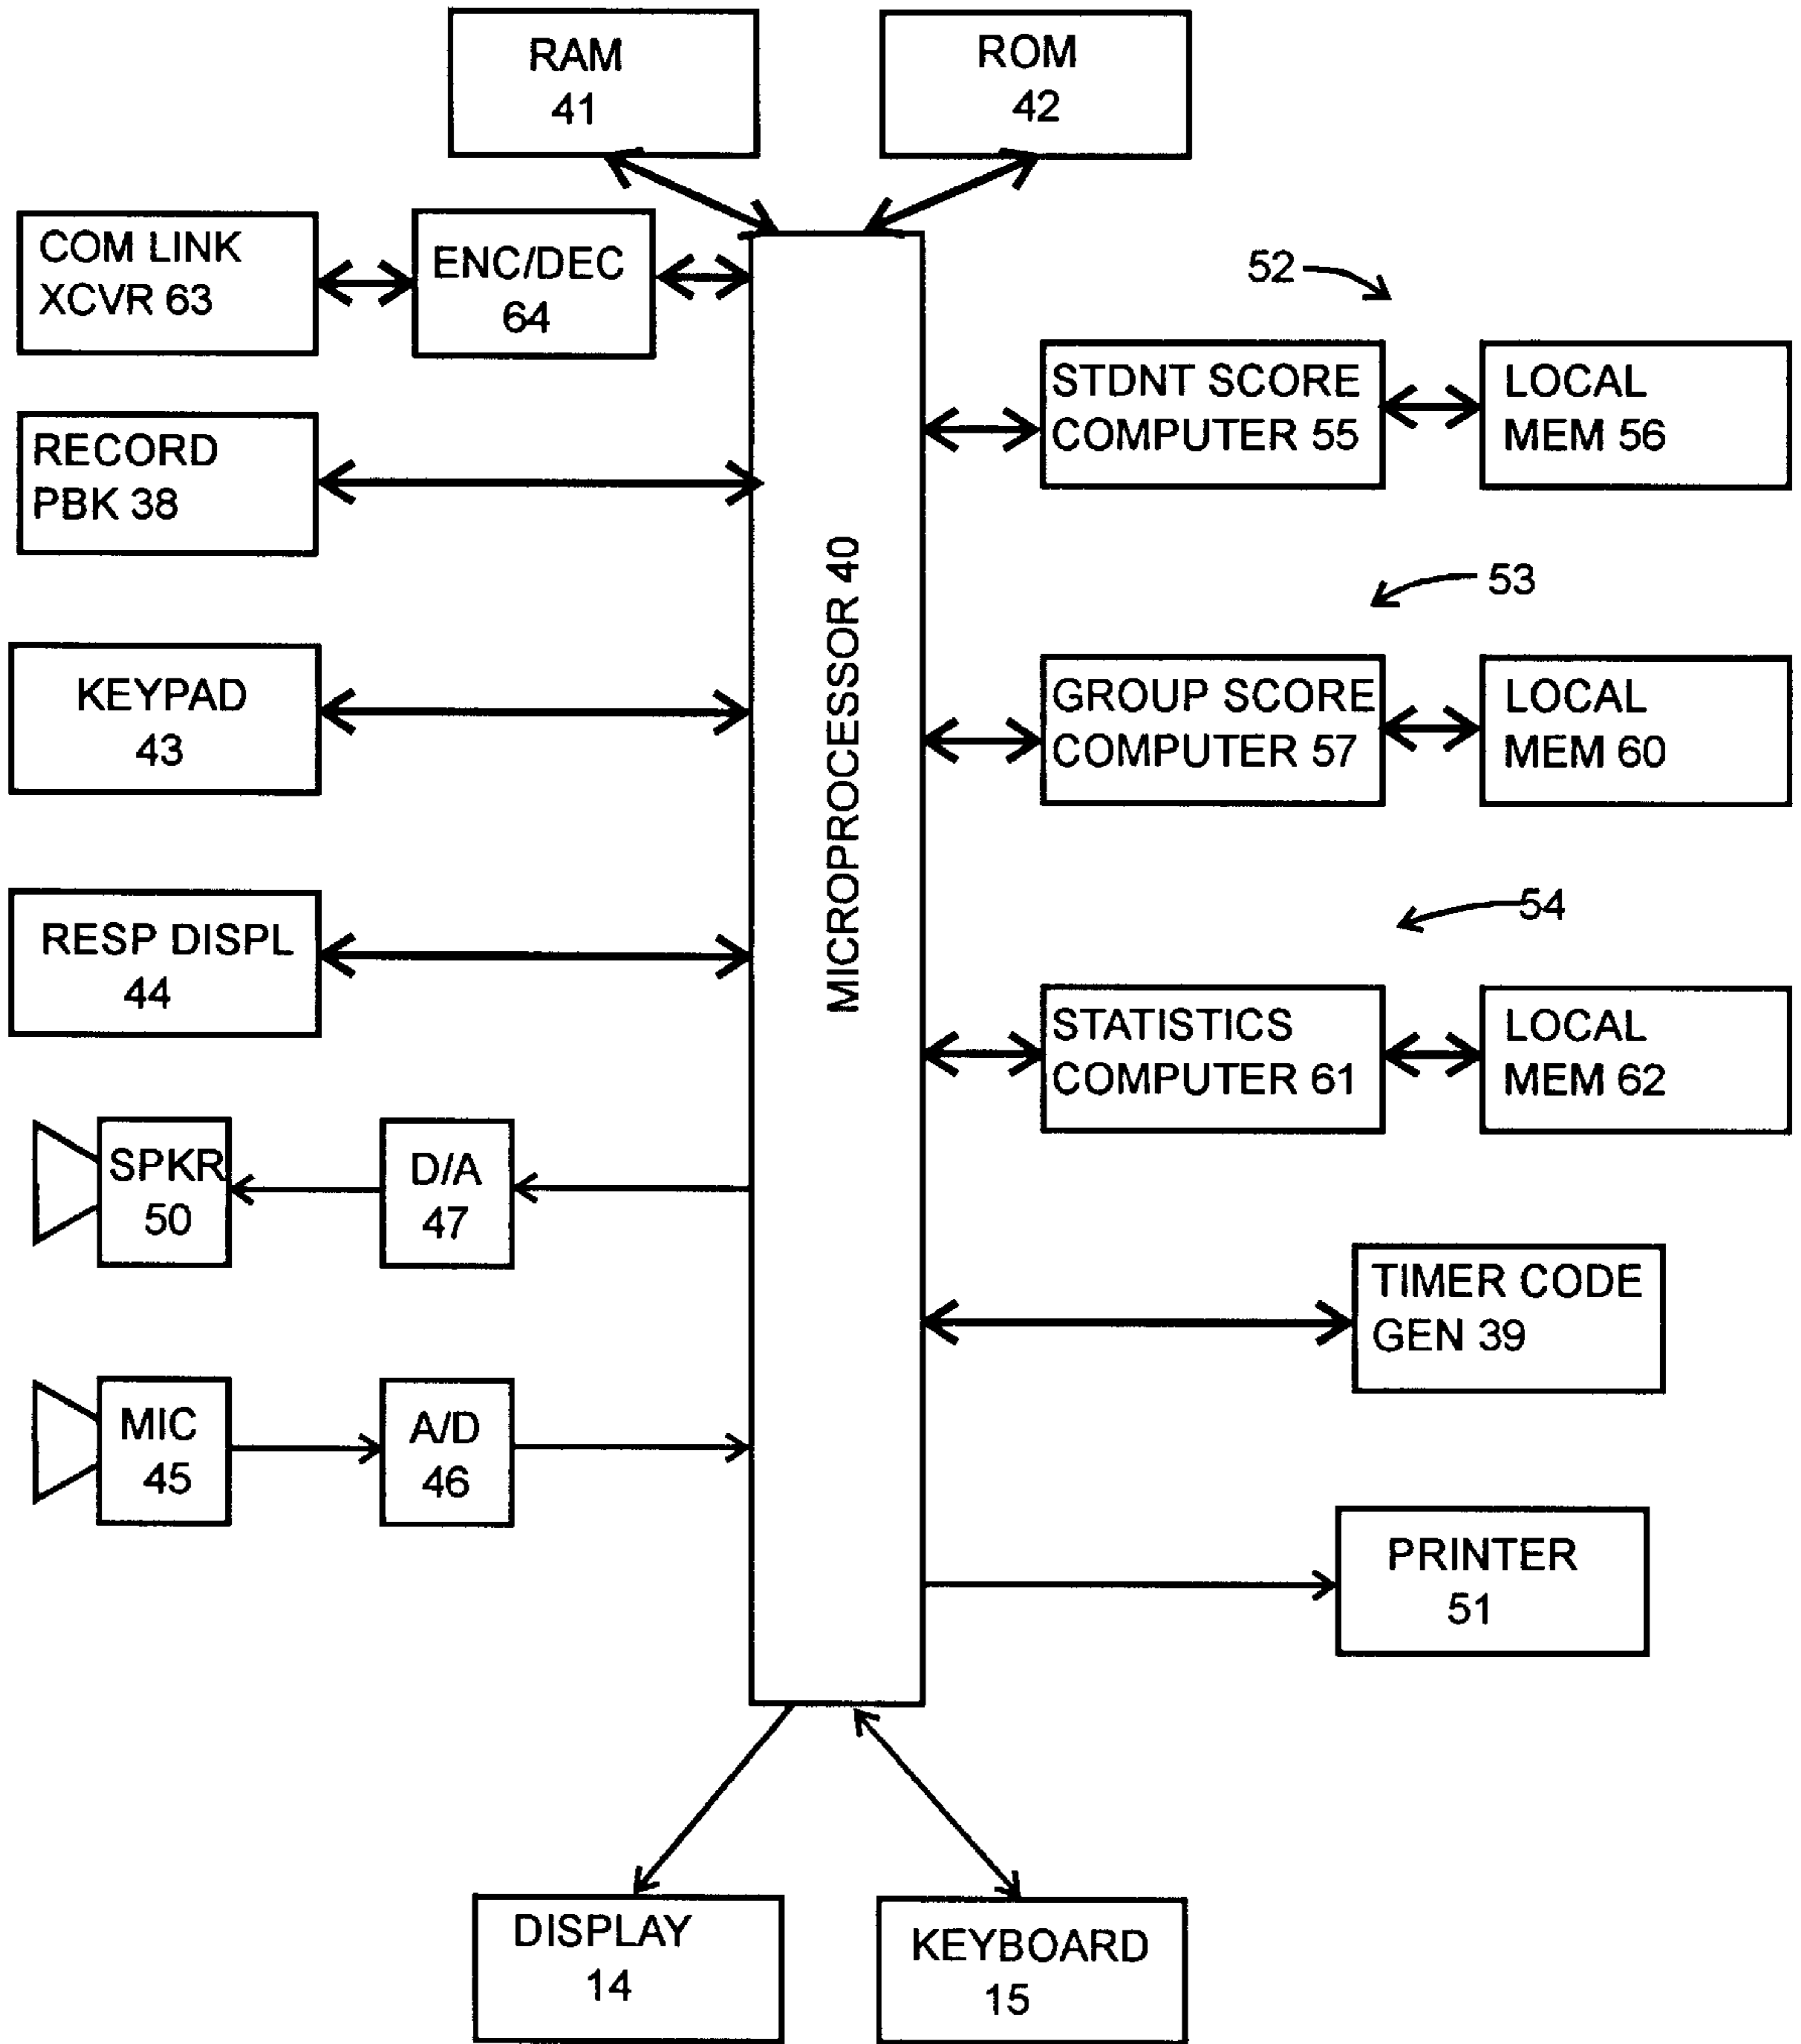 RAM
41
ROM
42
COM LINK
XCVR 63
ENC/DEC
64
52
STDNT SCORE
COMPUTER 55
LOCAL
MEM 56
RECORD
PBK 38
MICROPROCESSOR 40
53
KEYPAD
43
GROUP SCORE
COMPUTER 57
LOCAL
MEM 60
RESP DISPL
44
54
STATISTICS
COMPUTER 61
LOCAL
MEM 62
SPKR
50
D/A
47
TIMER CODE
GEN 39
MIC
45
A/D
46
PRINTER
51
DISPLAY
14
KEYBOARD
15